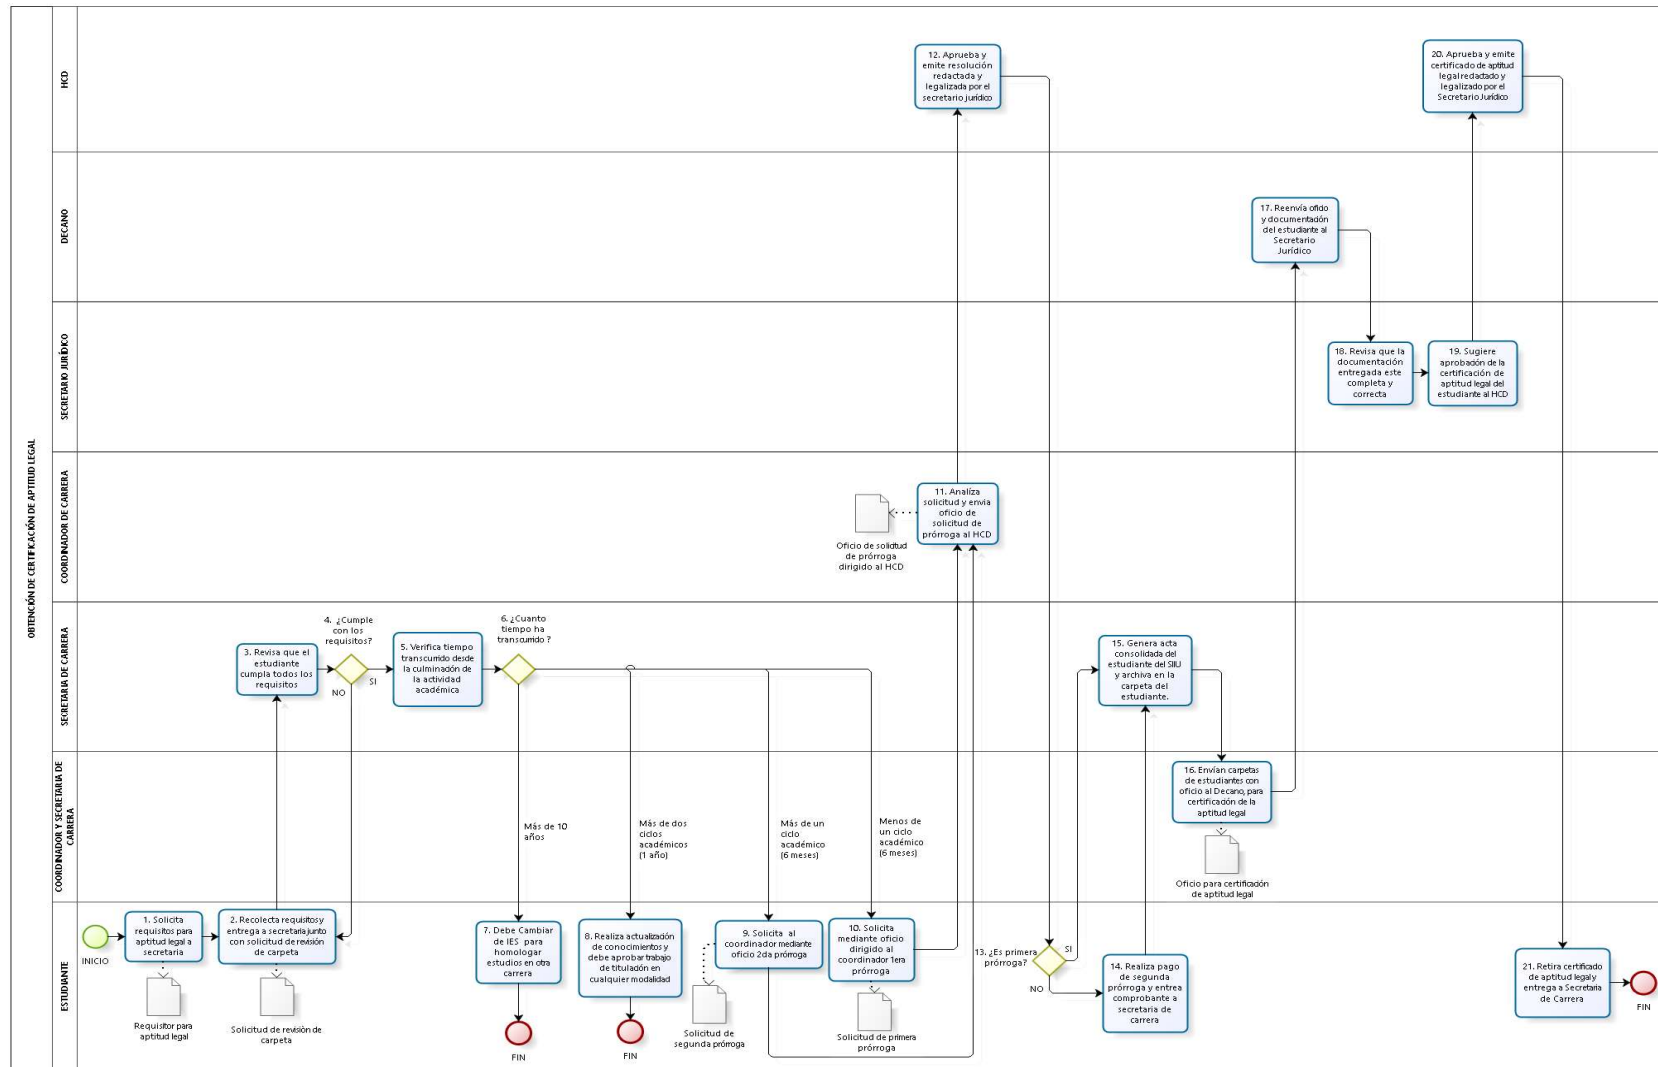 OBTENCIÓN DE CERTIFICACIÓN DE APTITUD LEGAL
HCD
12. Aprueba y
emite resolución
redactada y
legalizada por el
secretario jurídico
20. Aprueba y emite
certificado de aptitud
legal redactado y
legalizado por el
Secretario Jurídico
DECANO
17. Reenvía oficio
y documentación
del estudiante al
Secretario
Jurídico
SECRETARIO JURÍDICO
18. Revisa que la
documentación
entregada este
completa y
correcta
19. Sugiere
aprobación de la
certificación de
aptitud legal del
estudiante al HCD
COORDINADOR DE CARRERA
11. Analíza
solicitud y envia
oficio de
solicitud de
prórroga al HCD
Oficio de solicitud
de prórroga
dirigido al HCD
SECRETARIA DE CARRERA
3. Revisa que el
estudiante
cumpla todos los
requisitos
4. ¿Cumple
con los
requisitos?
NO
SI
5. Verifica tiempo
transcurrido desde
la culminación de
la actividad
académica
6. ¿Cuanto
tiempo ha
transcurrido ?
15. Genera acta
consolidada del
estudiante del SIIU
y archiva en la
carpeta del
estudiante.
COORDINADOR Y SECRETARIA DE
CARRERA
Más de 10
años
Más de dos
ciclos
académicos
(1 año)
Más de un
ciclo
académico
(6 meses)
Menos de
un ciclo
académico
(6 meses)
16. Envían carpetas
de estudiantes con
oficio al Decano, para
certificación de la
aptitud legal
Oficio para certificación
de aptitud legal
ESTUDIANTE
INICIO
1. Solicita
requisitos para
aptitud legal a
secretaria
Requisitor para
aptitud legal
2. Recolecta requisitos y
entrega a secretaria junto
con solicitud de revisión
de carpeta
Solicitud de revisión de
carpeta
7. Debe Cambiar
de IES para
homologar
estudios en otra
carrera
FIN
8. Realiza actualización
de conocimientos y
debe aprobar trabajo
de titulación en
cualquier modalidad
FIN
9. Solicita al
coordinador mediante
oficio 2da prórroga
Solicitud de
segunda prórroga
10. Solicita
mediante oficio
dirigido al
coordinador 1era
prórroga
Solicitud de primera
prórroga
13. ¿Es primera
prórroga?
SI
NO
14. Realiza pago
de segunda
prórroga y entrea
comprobante a
secretaria de
carrera
21. Retira certificado
de aptitud legal y
entrega a Secretaria
de Carrera
FIN